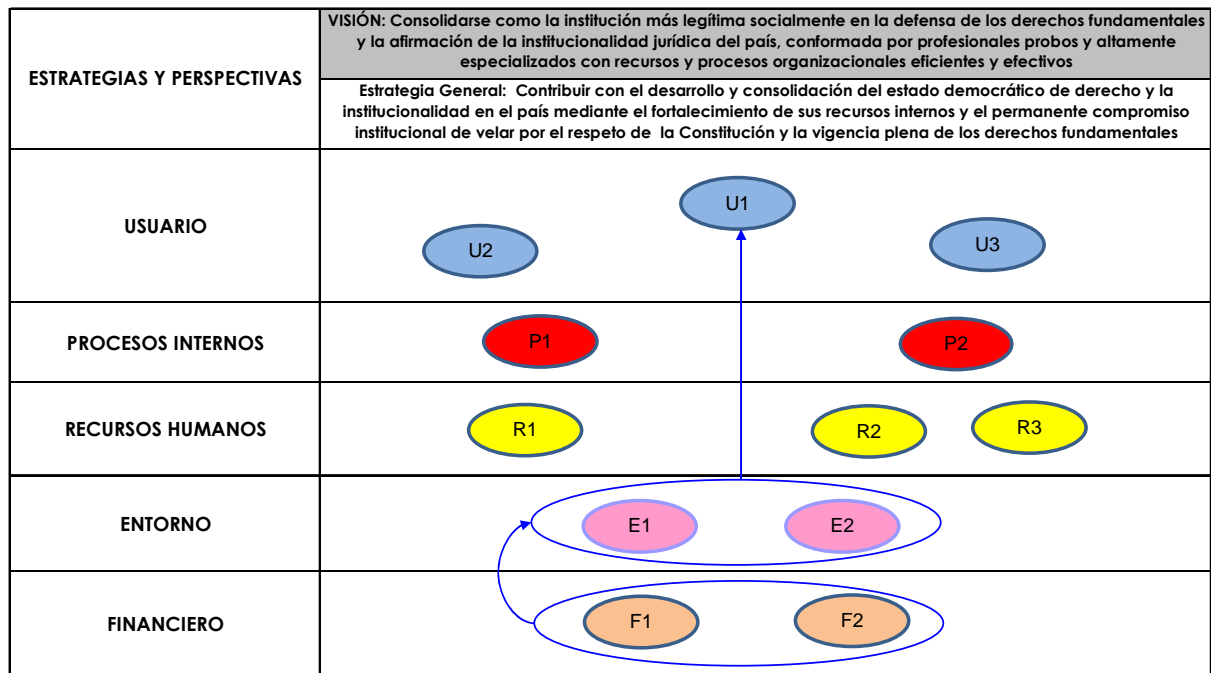 VISIÓN: Consolidarse como la institución más legítima socialmente en la defensa de los derechos fundamentales
y la afirmación de la institucionalidad jurídica del país, conformada por profesionales probos y altamente
especializados con recursos y procesos organizacionales eficientes y efectivos
ESTRATEGIAS Y PERSPECTIVAS
Estrategia General: Contribuir con el desarrollo y consolidación del estado democrático de derecho y la
institucionalidad en el país mediante el fortalecimiento de sus recursos internos y el permanente compromiso
institucional de velar por el respeto de la Constitución y la vigencia plena de los derechos fundamentales
USUARIO
U1
U2
U3
PROCESOS INTERNOS
P1
P2
RECURSOS HUMANOS
R1
R2
R3
ENTORNO
E1
E2
FINANCIERO
F1
F2